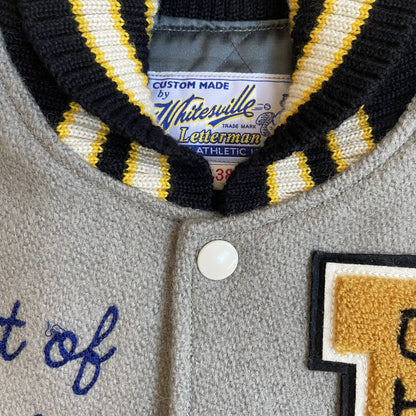 CUSTOM MADE
by
Whitesville
TRADE MARK
Letterman
ATHLETIC
38
of